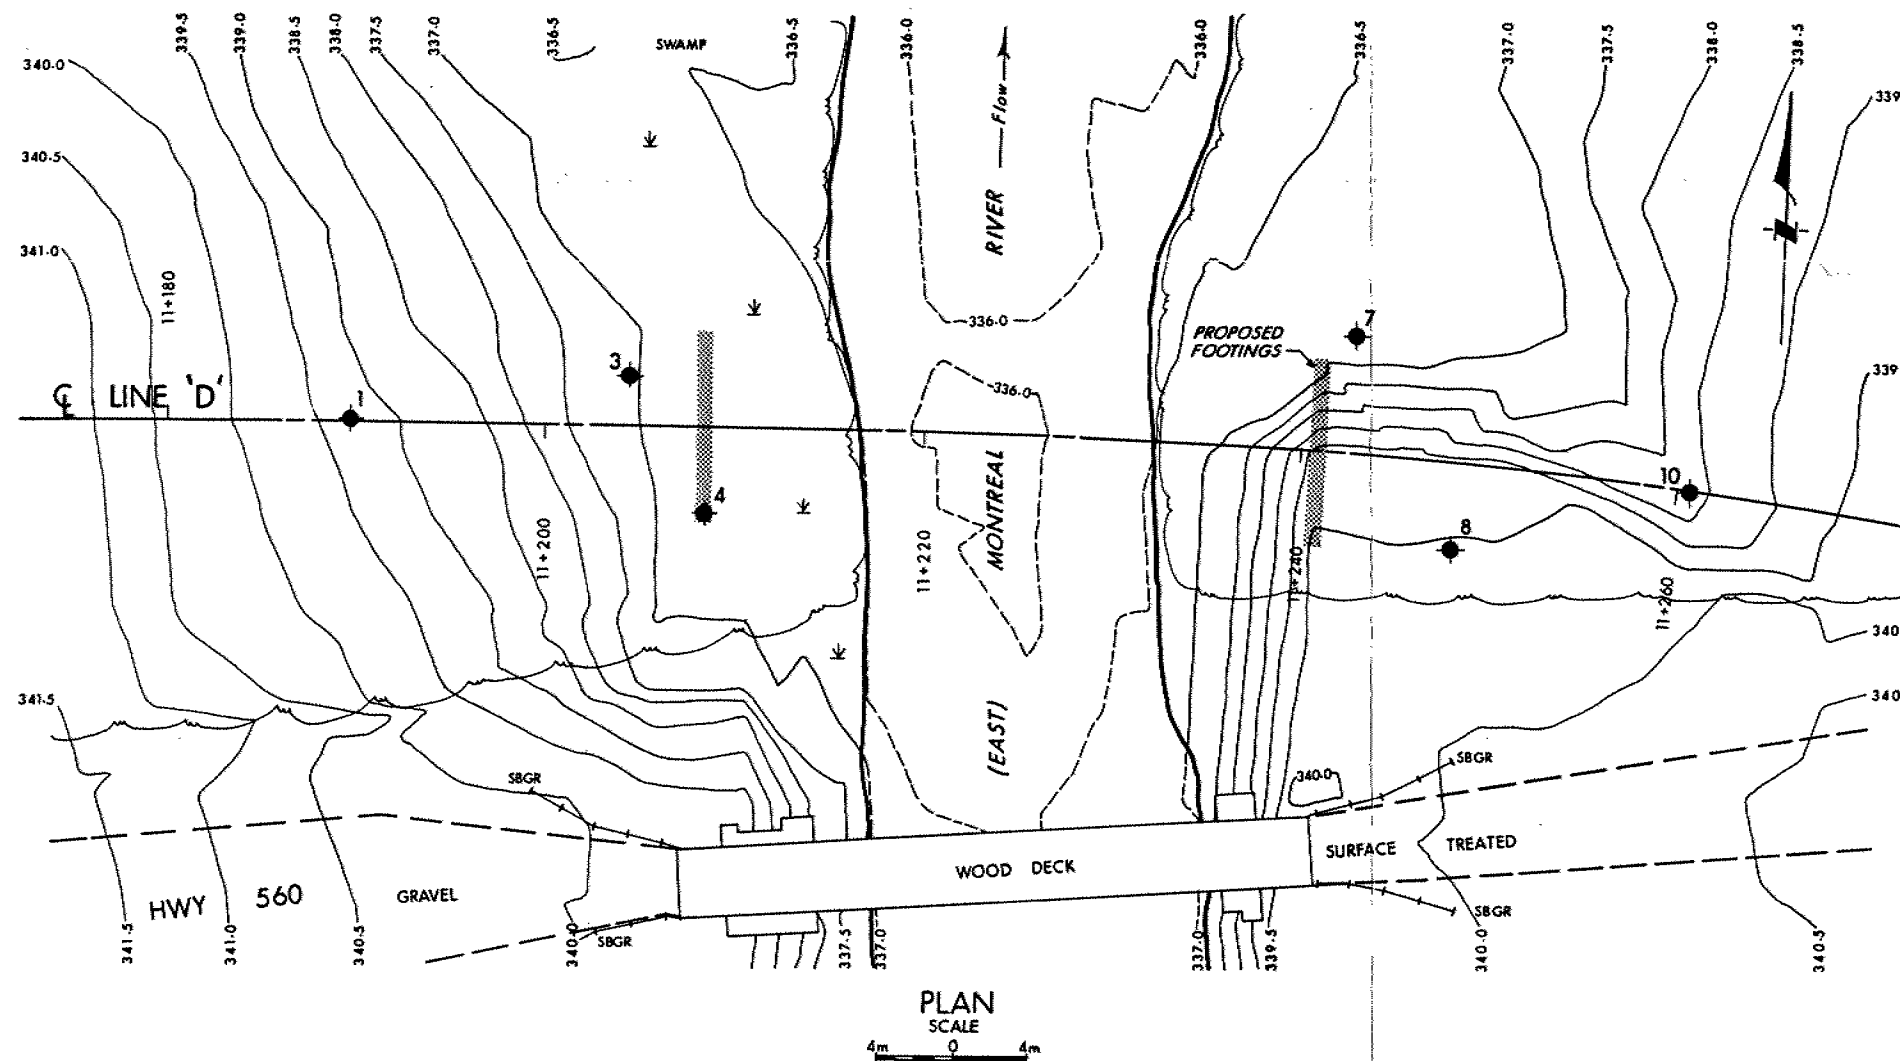 339.5
339.0
338.5
338.0
337.5
337.0
336.5
SWAMP
336.5
336.0
336.0
336.5
337.0
337.5
338.0
338.5
340.0
339
RIVER — Flow
N
340.5
341.0
11+180
336.0
7
PROPOSED
FOOTINGS
3
339
℄ LINE 'D'
1
336.0
4
10
8
MONTREAL
11+200
11+220
11+240
11+260
340
341.5
340
(EAST)
SBGR
SBGR
340.0
WOOD DECK
SURFACE TREATED
HWY 560
GRAVEL
SBGR
SBGR
341.5
341.0
340.5
340.0
337.5
337.0
337.0
339.5
340.0
340.5
PLAN
SCALE
4m 0 4m